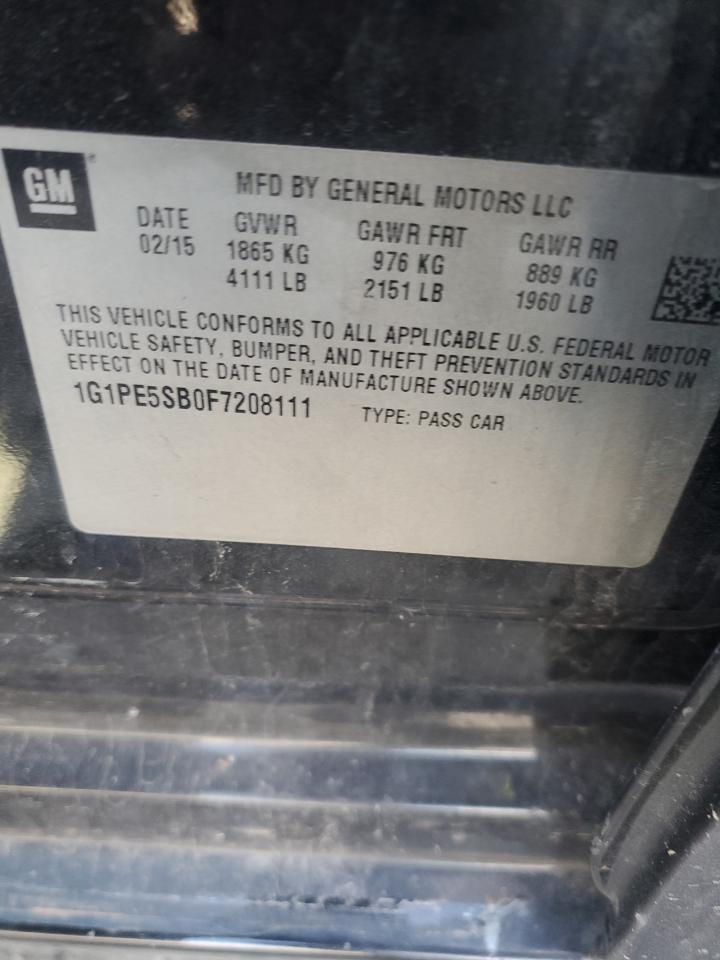 GM
MFD BY GENERAL MOTORS LLC
DATE GVWR GAWR FRT GAWR RR
02/15 1865 KG 976 KG 889 KG
4111 LB 2151 LB 1960 LB
THIS VEHICLE CONFORMS TO ALL APPLICABLE U.S. FEDERAL MOTOR
VEHICLE SAFETY, BUMPER, AND THEFT PREVENTION STANDARDS IN
EFFECT ON THE DATE OF MANUFACTURE SHOWN ABOVE.
1G1PE5SB0F7208111 TYPE: PASS CAR